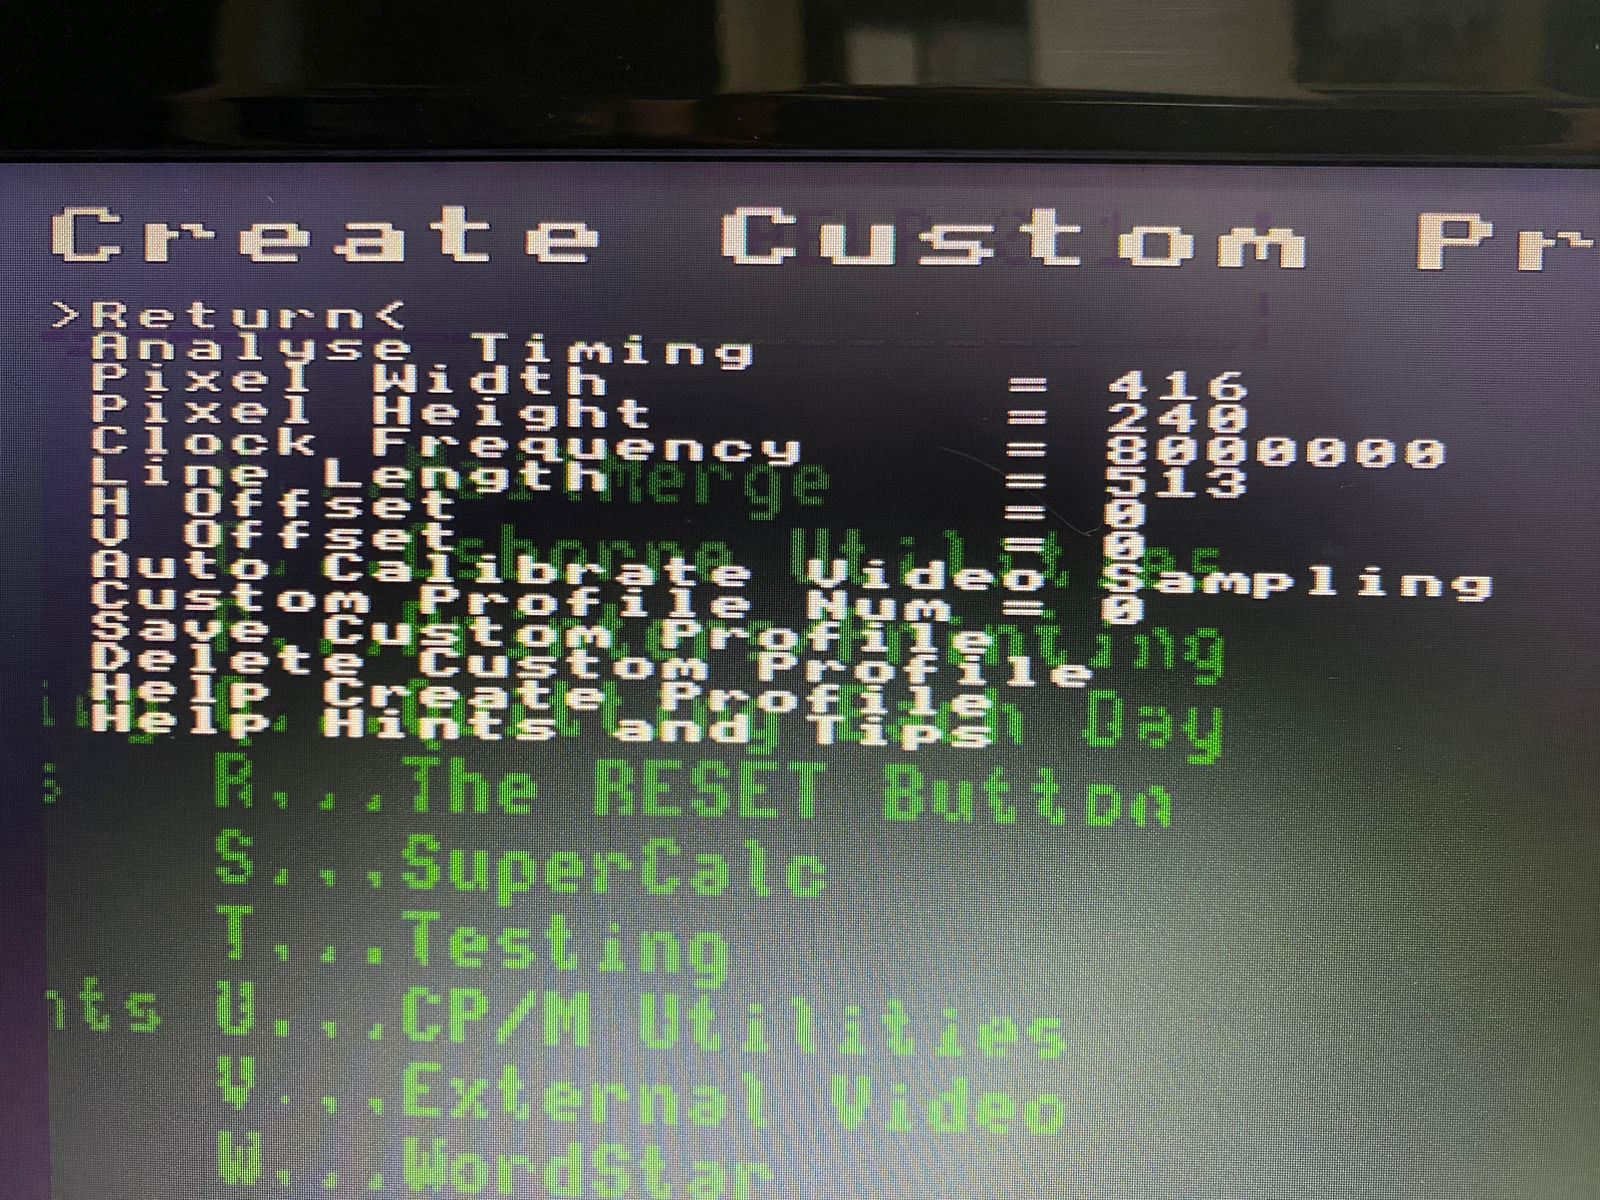 Create Custom Pr
>Return<
Analyse Timing
Pixel Width = 416
Pixel Height = 240
Clock Frequency = 8000000
Line Length = 513
Merge
H Offset = 0
V Offset = 0
Auto Calibrate Video Sampling
Custom Profile Num = 0
Save Custom Profile
Delete Custom Profile
Help Create Profile
Help Hints and Tips
Day
s R...The RESET Button
S...SuperCalc
T...Testing
nts U...CP/M Utilities
V...External Video
W...WordStar